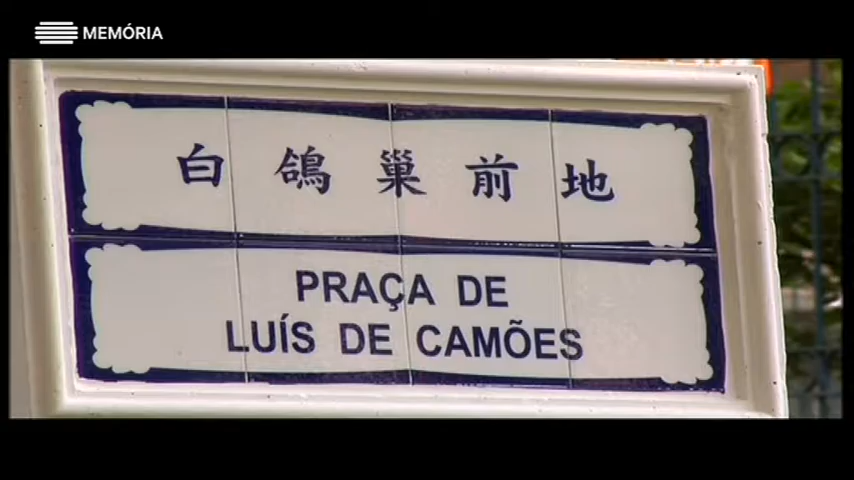 MEMÓRIA
白鴿巢前地
PRAÇA DE
LUÍS DE CAMÕES